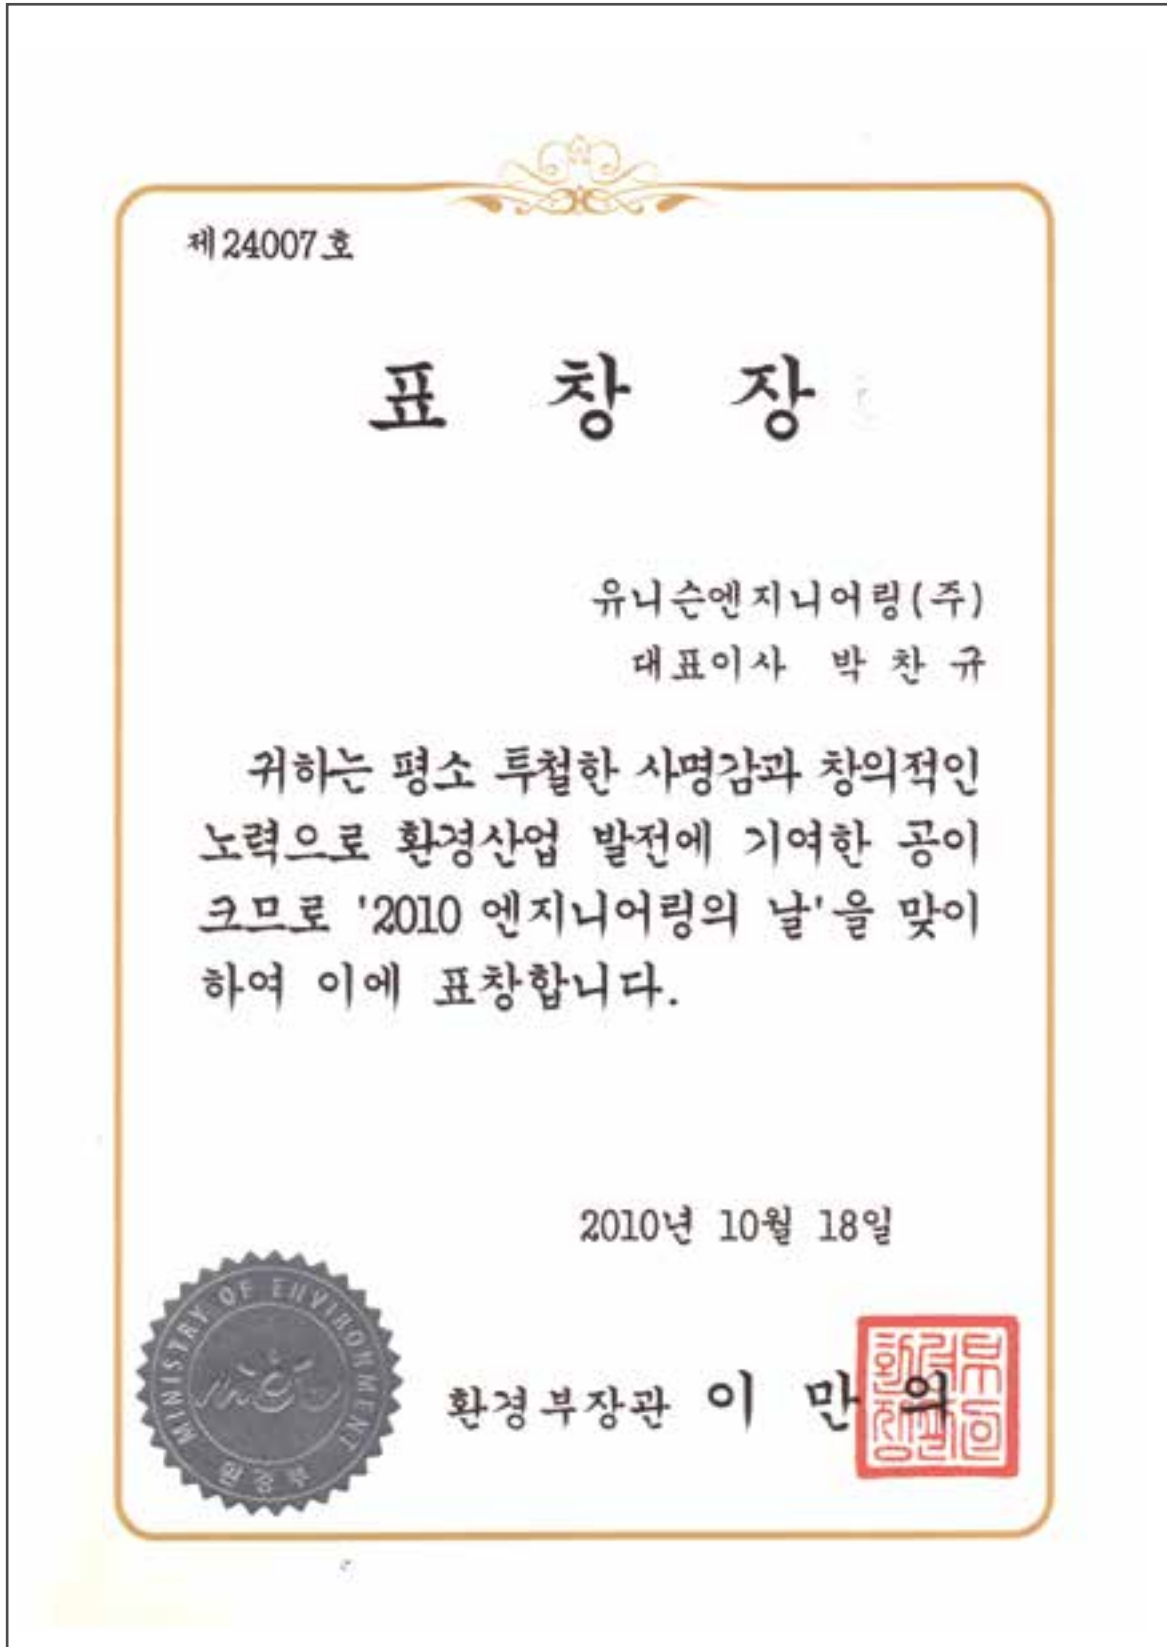 제24007호
표 창 장
유니슨엔지니어링(주)
대표이사 박 찬 규
귀하는 평소 투철한 사명감과 창의적인
노력으로 환경산업 발전에 기여한 공이
크므로 '2010 엔지니어링의 날'을 맞이
하여 이에 표창합니다.
2010년 10월 18일
MINISTRY OF ENVIRONMENT
환경부
환경부장관 이 만 의